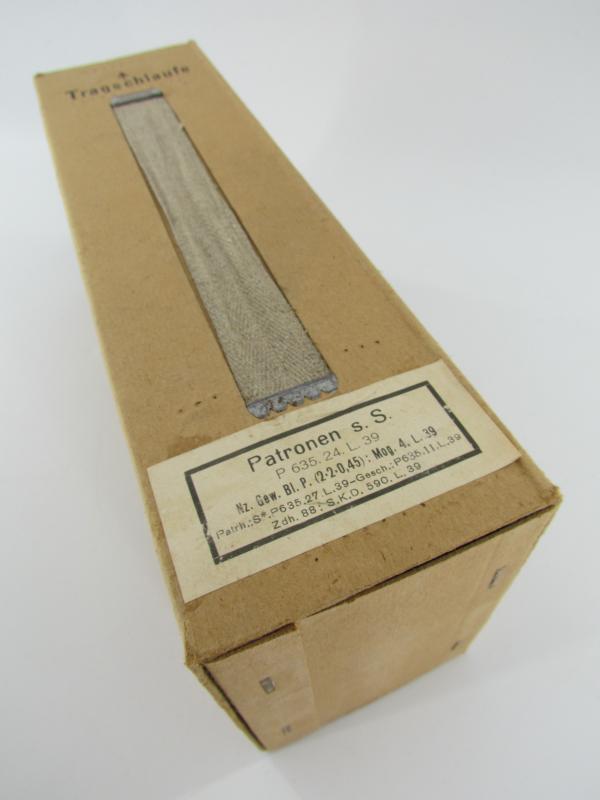 Tragschlaufe
Patronen s. S.
P 635. 24. L. 39
Nz. Gew. Bl. P. (2·2·0,45): Mog. 4. L. 39
Patrh.: S*. P635. 27. L. 39–Gesch.: P635. 11. L. 39
Zdh. 88: S.K.D. 590. L. 39